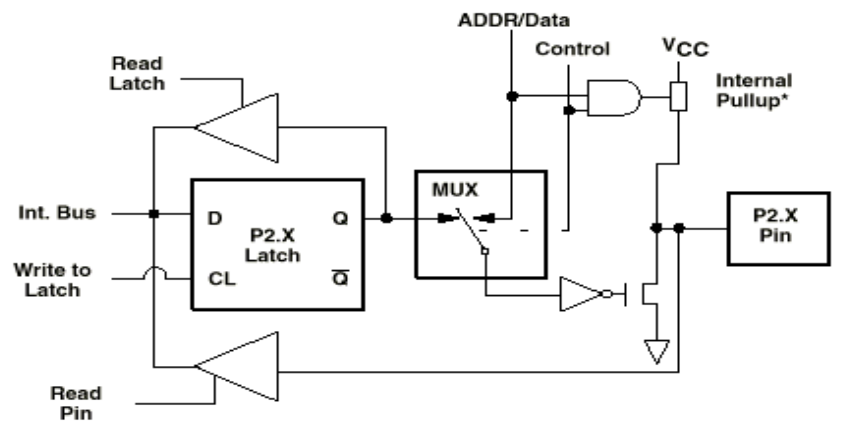 ADDR/Data
Control
VCC
Read
Latch
Internal
Pullup*
MUX
Int. Bus
D
Q
P2.X
Latch
P2.X
Pin
Write to
Latch
CL
Q̅
Read
Pin